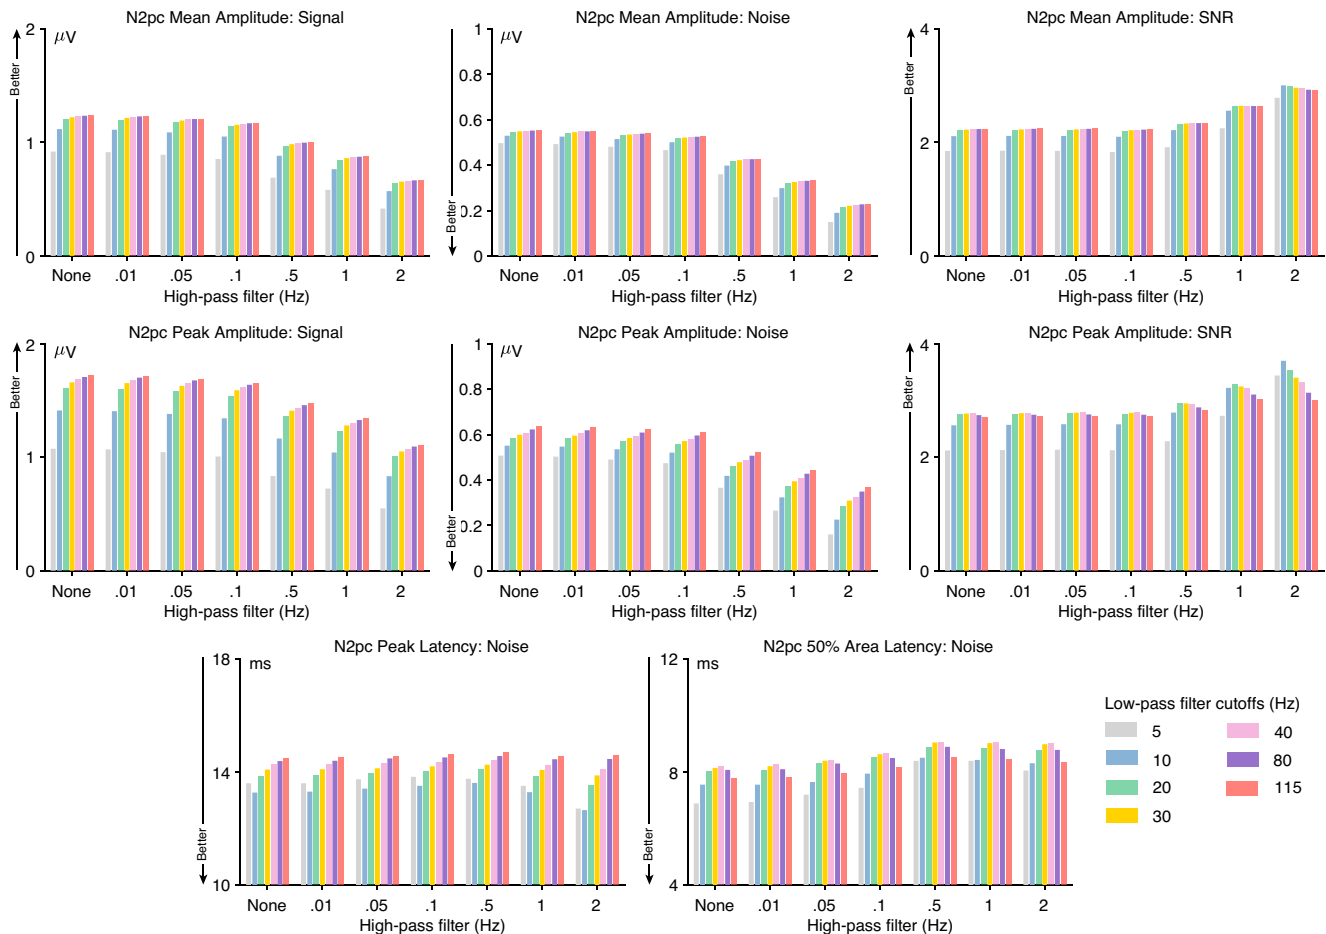 N2pc Mean Amplitude: Signal
Better
μV
2
1
0
None .01 .05 .1 .5 1 2
High-pass filter (Hz)
N2pc Mean Amplitude: Noise
Better
μV
1
0.8
0.6
0.4
0.2
0
None .01 .05 .1 .5 1 2
High-pass filter (Hz)
N2pc Mean Amplitude: SNR
Better
4
2
0
None .01 .05 .1 .5 1 2
High-pass filter (Hz)
N2pc Peak Amplitude: Signal
Better
μV
2
1
0
None .01 .05 .1 .5 1 2
High-pass filter (Hz)
N2pc Peak Amplitude: Noise
Better
μV
1
0.8
0.6
0.4
0.2
0
None .01 .05 .1 .5 1 2
High-pass filter (Hz)
N2pc Peak Amplitude: SNR
Better
4
2
0
None .01 .05 .1 .5 1 2
High-pass filter (Hz)
N2pc Peak Latency: Noise
Better
ms
18
14
10
None .01 .05 .1 .5 1 2
High-pass filter (Hz)
N2pc 50% Area Latency: Noise
Better
ms
12
8
4
None .01 .05 .1 .5 1 2
High-pass filter (Hz)
Low-pass filter cutoffs (Hz)
5
10
20
30
40
80
115